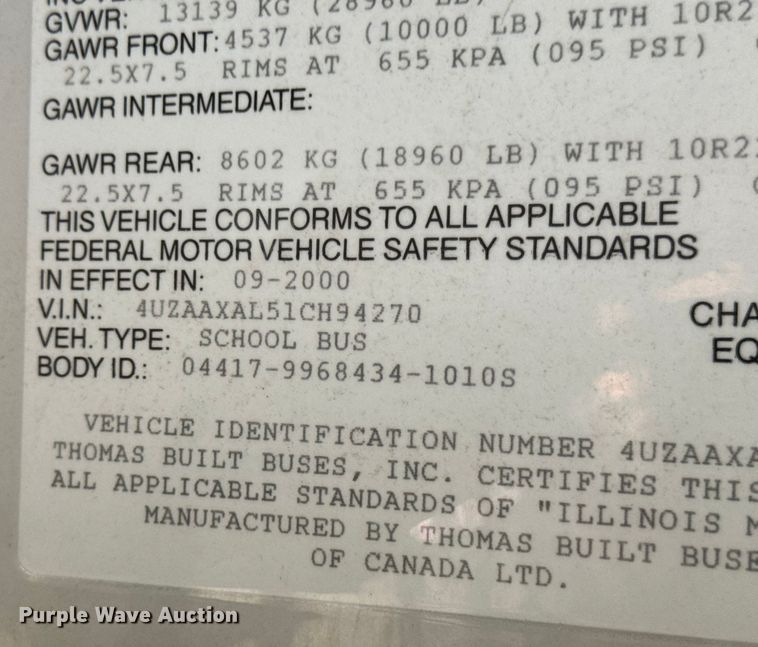 GVWR: 13139 KG (28960 LB)
GAWR FRONT: 4537 KG (10000 LB) WITH 10R2
22.5X7.5 RIMS AT 655 KPA (095 PSI)
GAWR INTERMEDIATE:
GAWR REAR: 8602 KG (18960 LB) WITH 10R2
22.5X7.5 RIMS AT 655 KPA (095 PSI)
THIS VEHICLE CONFORMS TO ALL APPLICABLE
FEDERAL MOTOR VEHICLE SAFETY STANDARDS
IN EFFECT IN: 09-2000
V.I.N.: 4UZAAXAL51CH94270
CHA
VEH. TYPE: SCHOOL BUS
EQ
BODY ID.: 04417-9968434-1010S
VEHICLE IDENTIFICATION NUMBER 4UZAAXA
THOMAS BUILT BUSES, INC. CERTIFIES THIS
ALL APPLICABLE STANDARDS OF "ILLINOIS M
MANUFACTURED BY THOMAS BUILT BUSE
OF CANADA LTD.
Purple Wave Auction